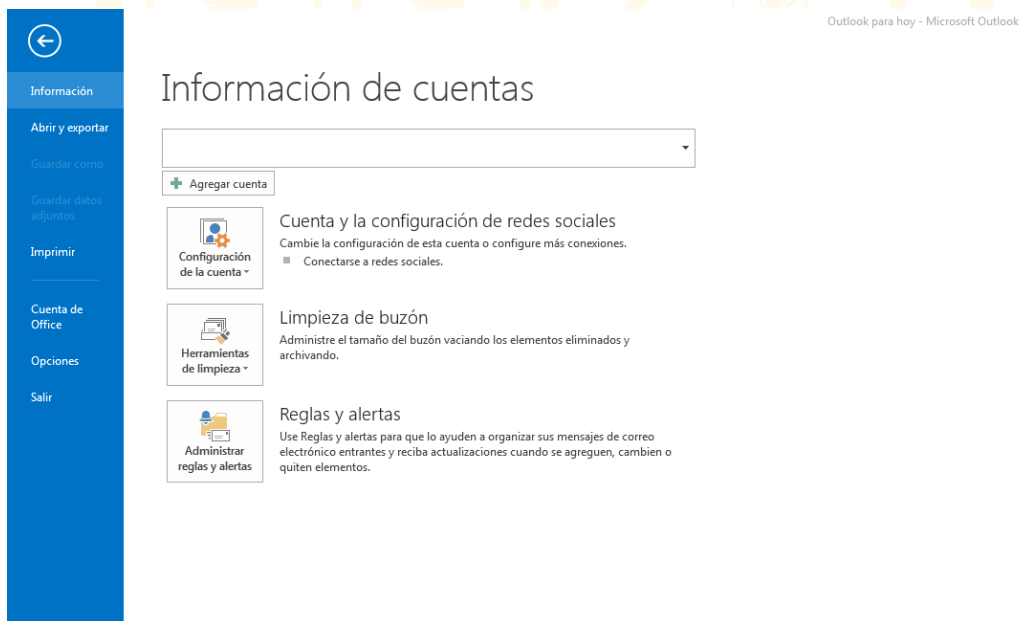 Outlook para hoy - Microsoft Outlook
Información
Abrir y exportar
Guardar como
Guardar datos
adjuntos
Imprimir
Cuenta de
Office
Opciones
Salir
Información de cuentas
Agregar cuenta
Configuración
de la cuenta
Cuenta y la configuración de redes sociales
Cambie la configuración de esta cuenta o configure más conexiones.
Conectarse a redes sociales.
Herramientas
de limpieza
Limpieza de buzón
Administre el tamaño del buzón vaciando los elementos eliminados y
archivando.
Administrar
reglas y alertas
Reglas y alertas
Use Reglas y alertas para que lo ayuden a organizar sus mensajes de correo
electrónico entrantes y reciba actualizaciones cuando se agreguen, cambien o
quiten elementos.